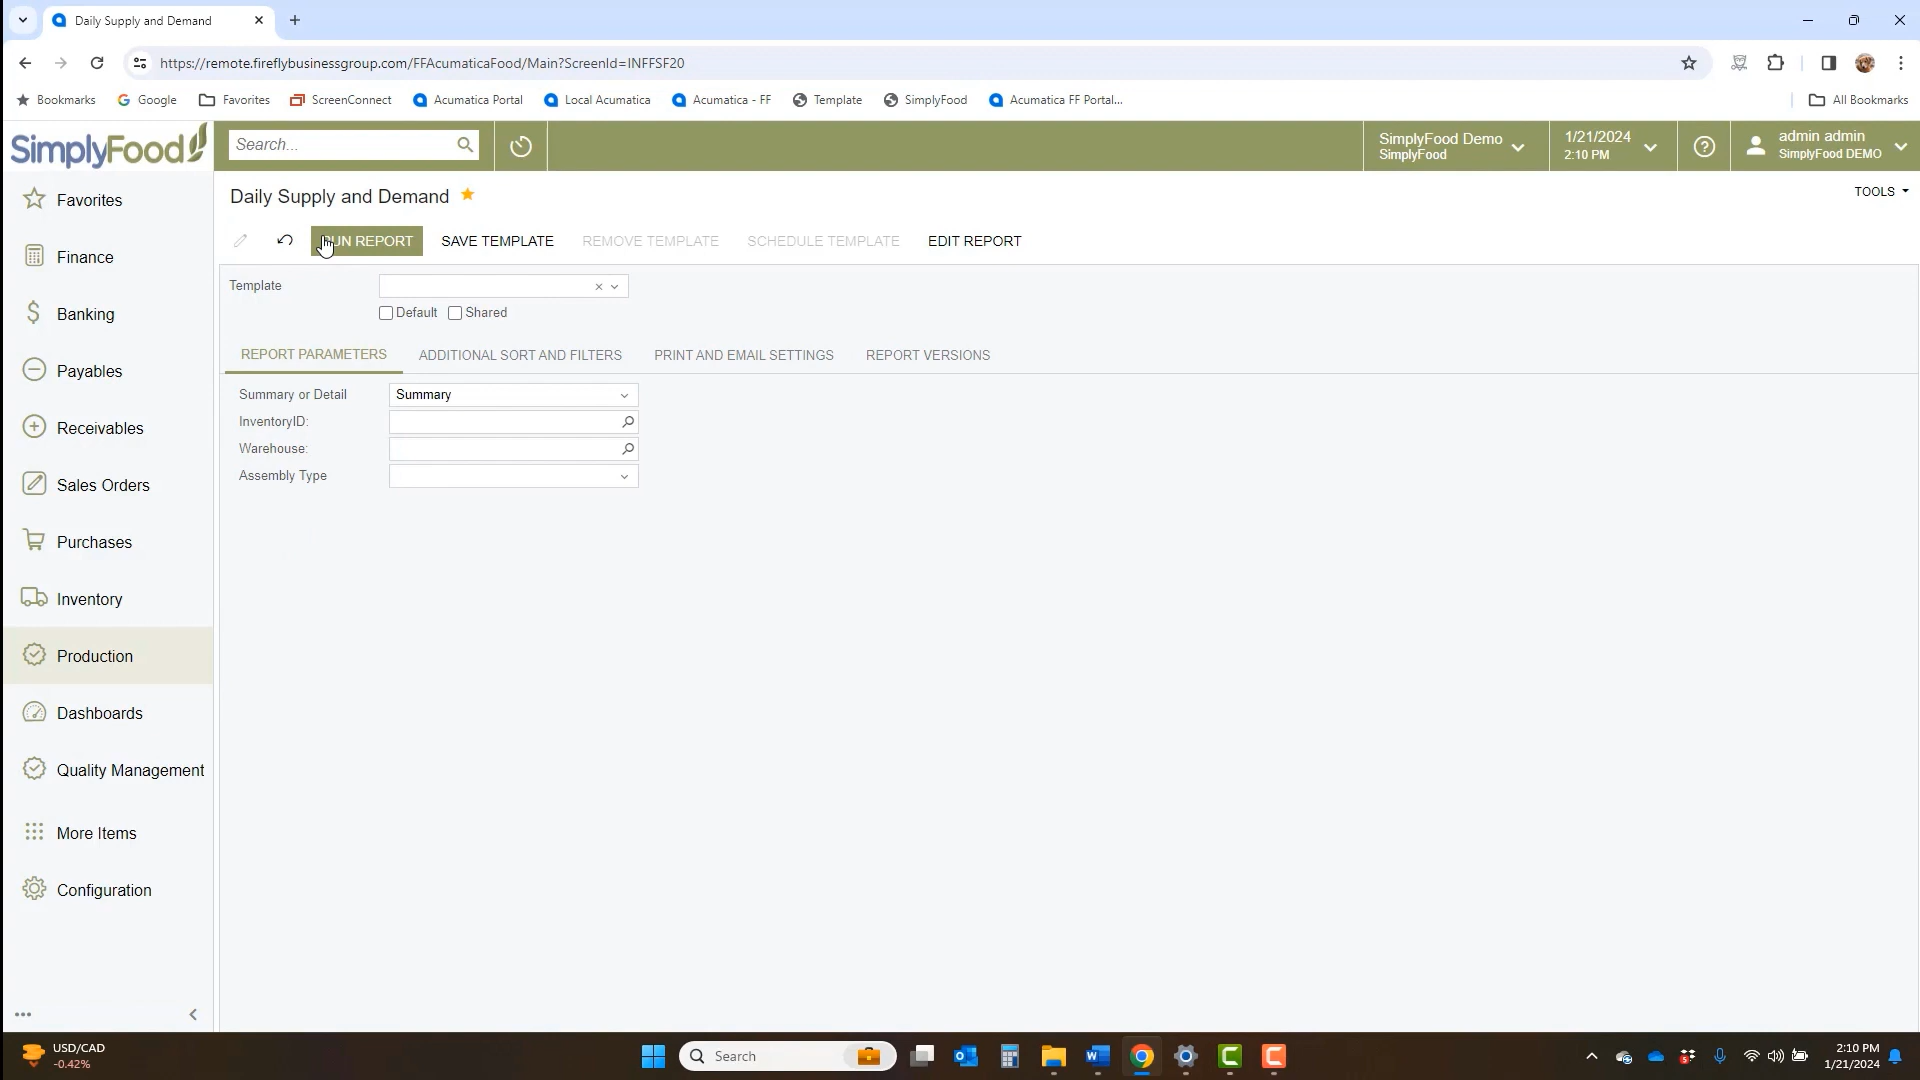 Daily Supply and Demand
https://remote.fireflybusinessgroup.com/FFAcumaticaFood/Main?ScreenId=INFFSF20
Bookmarks Google Favorites ScreenConnect Acumatica Portal Local Acumatica Acumatica - FF Template SimplyFood Acumatica FF Portal... All Bookmarks
SimplyFood
Search...
SimplyFood Demo
SimplyFood
1/21/2024
2:10 PM
admin admin
SimplyFood DEMO
Favorites
Finance
Banking
Payables
Receivables
Sales Orders
Purchases
Inventory
Production
Dashboards
Quality Management
More Items
Configuration
Daily Supply and Demand
TOOLS
RUN REPORT SAVE TEMPLATE REMOVE TEMPLATE SCHEDULE TEMPLATE EDIT REPORT
Template
Default Shared
REPORT PARAMETERS ADDITIONAL SORT AND FILTERS PRINT AND EMAIL SETTINGS REPORT VERSIONS
Summary or Detail Summary
InventoryID:
Warehouse:
Assembly Type
USD/CAD
-0.42%
Search
2:10 PM
1/21/2024